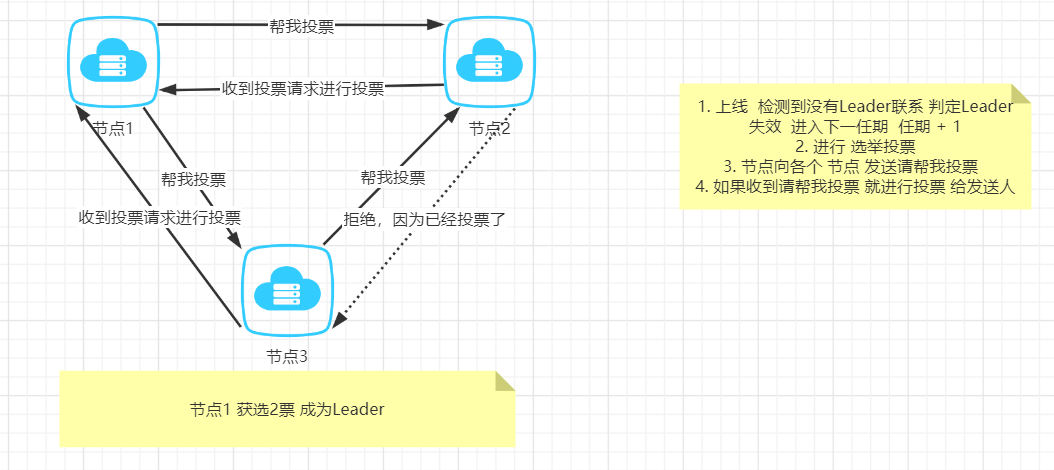 帮我投票
收到投票请求进行投票
节点1
节点2
帮我投票
帮我投票
收到投票请求进行投票
拒绝，因为已经投票了
节点3
节点1 获选2票 成为Leader
1. 上线 检测到没有Leader联系 判定Leader
失效 进入下一任期 任期 + 1
2. 进行 选举投票
3. 节点向各个 节点 发送请帮我投票
4. 如果收到请帮我投票 就进行投票 给发送人